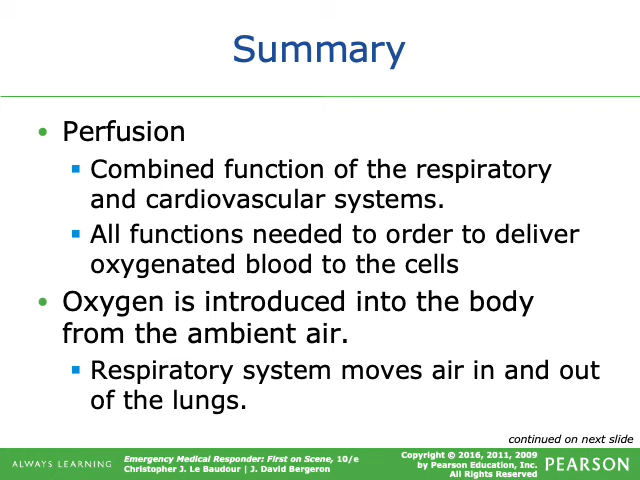 Summary
• Perfusion
▪ Combined function of the respiratory
and cardiovascular systems.
▪ All functions needed to order to deliver
oxygenated blood to the cells
• Oxygen is introduced into the body
from the ambient air.
▪ Respiratory system moves air in and out
of the lungs.
continued on next slide
ALWAYS LEARNING
Emergency Medical Responder: First on Scene, 10/e
Christopher J. Le Baudour | J. David Bergeron
Copyright © 2016, 2011, 2009
by Pearson Education, Inc.
All Rights Reserved
PEARSON